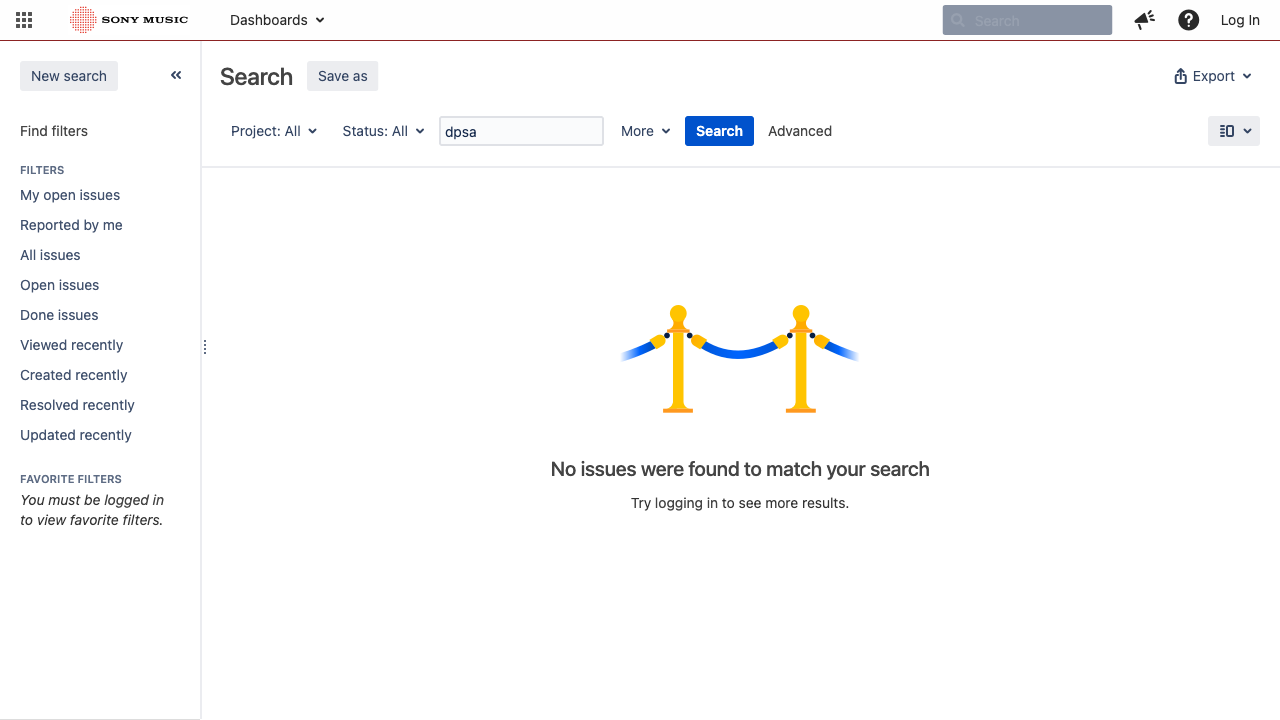 SONY MUSIC
Dashboards
Search
Log In
New search
Search
Save as
Export
Find filters
Project: All
Status: All
dpsa
More
Search
Advanced
FILTERS
My open issues
Reported by me
All issues
Open issues
Done issues
Viewed recently
Created recently
Resolved recently
Updated recently
FAVORITE FILTERS
You must be logged in
to view favorite filters.
No issues were found to match your search
Try logging in to see more results.